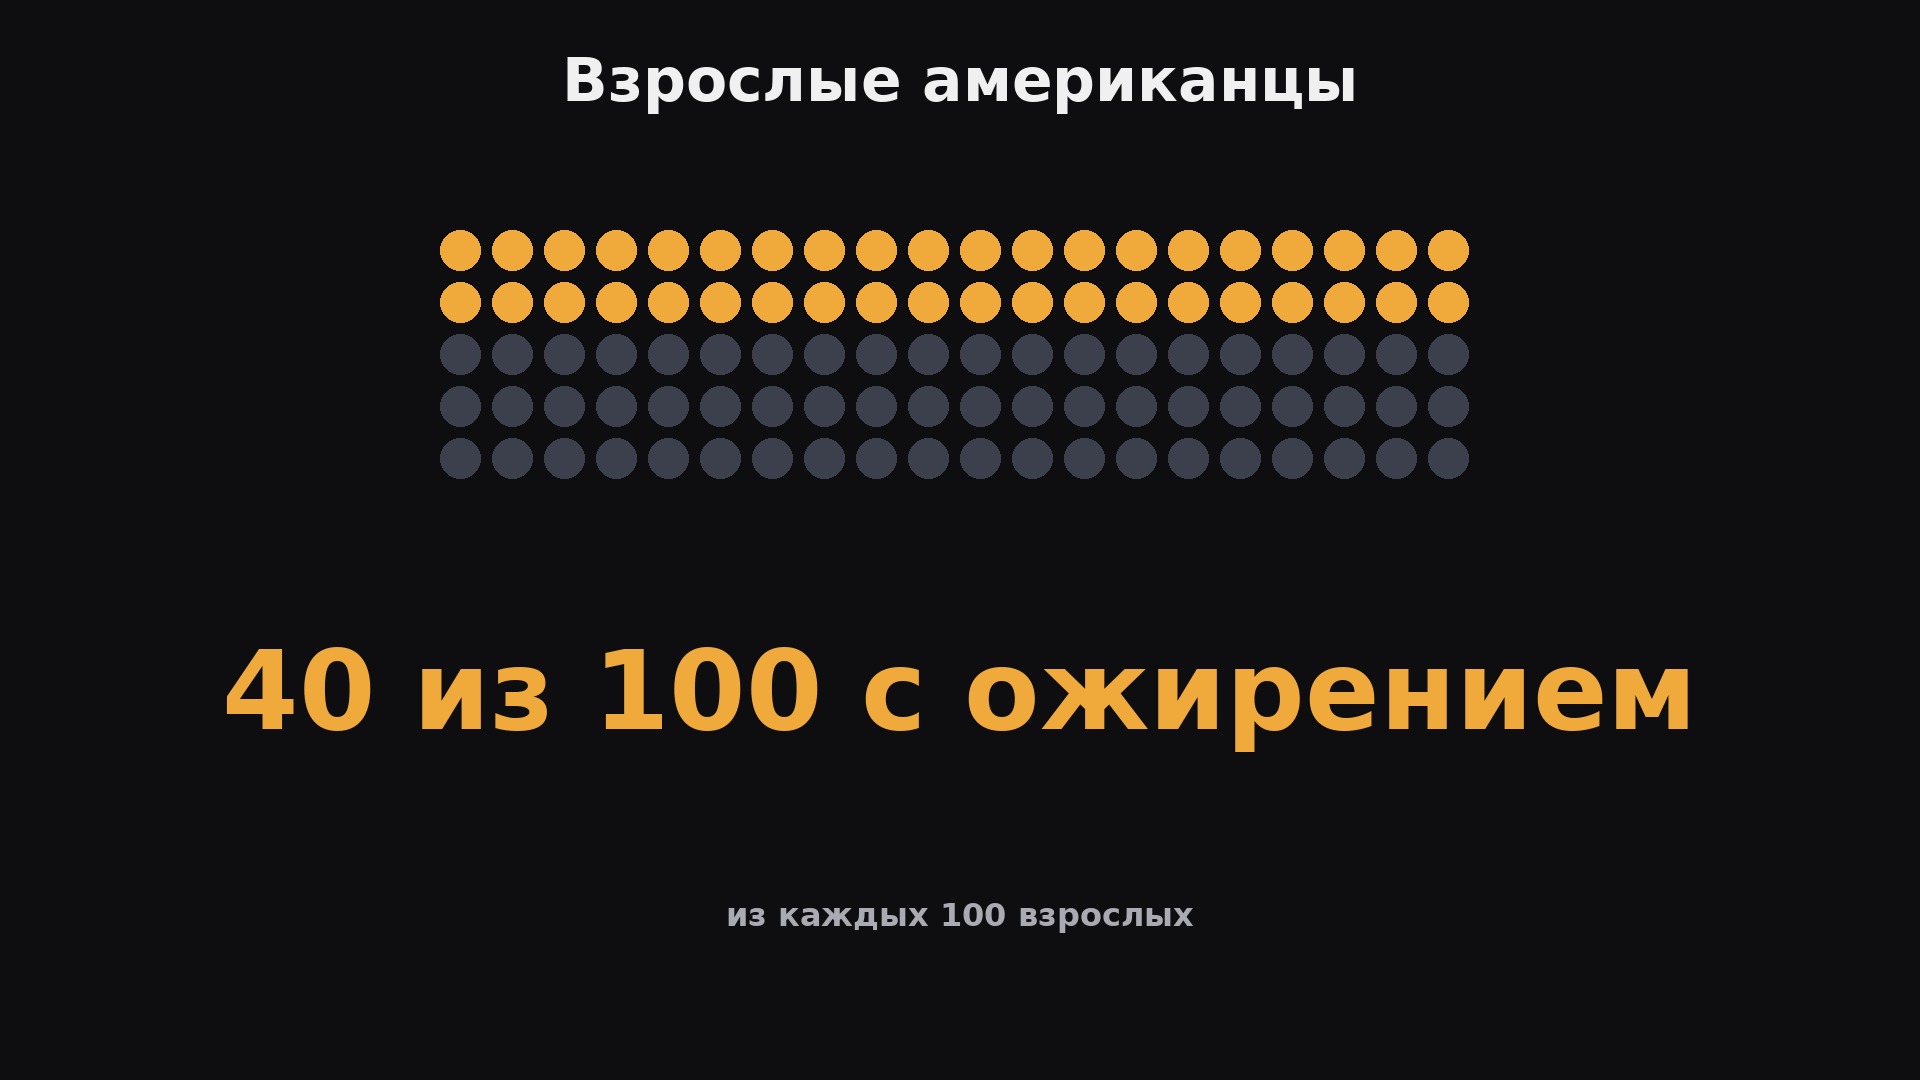 Взрослые американцы
40 из 100 с ожирением
из каждых 100 взрослых